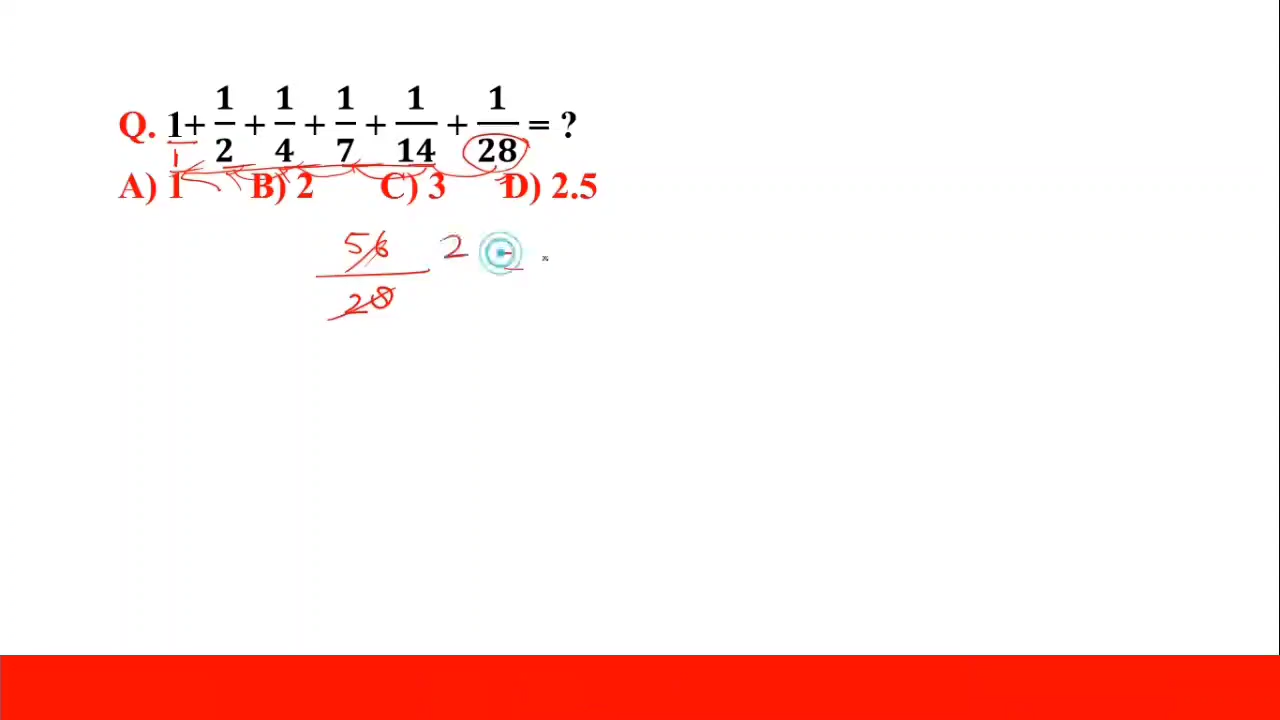 Q. 1+ 1/2 + 1/4 + 1/7 + 1/14 + 1/28 = ?
1
A) 1 B) 2 C) 3 D) 2.5
56 2
28